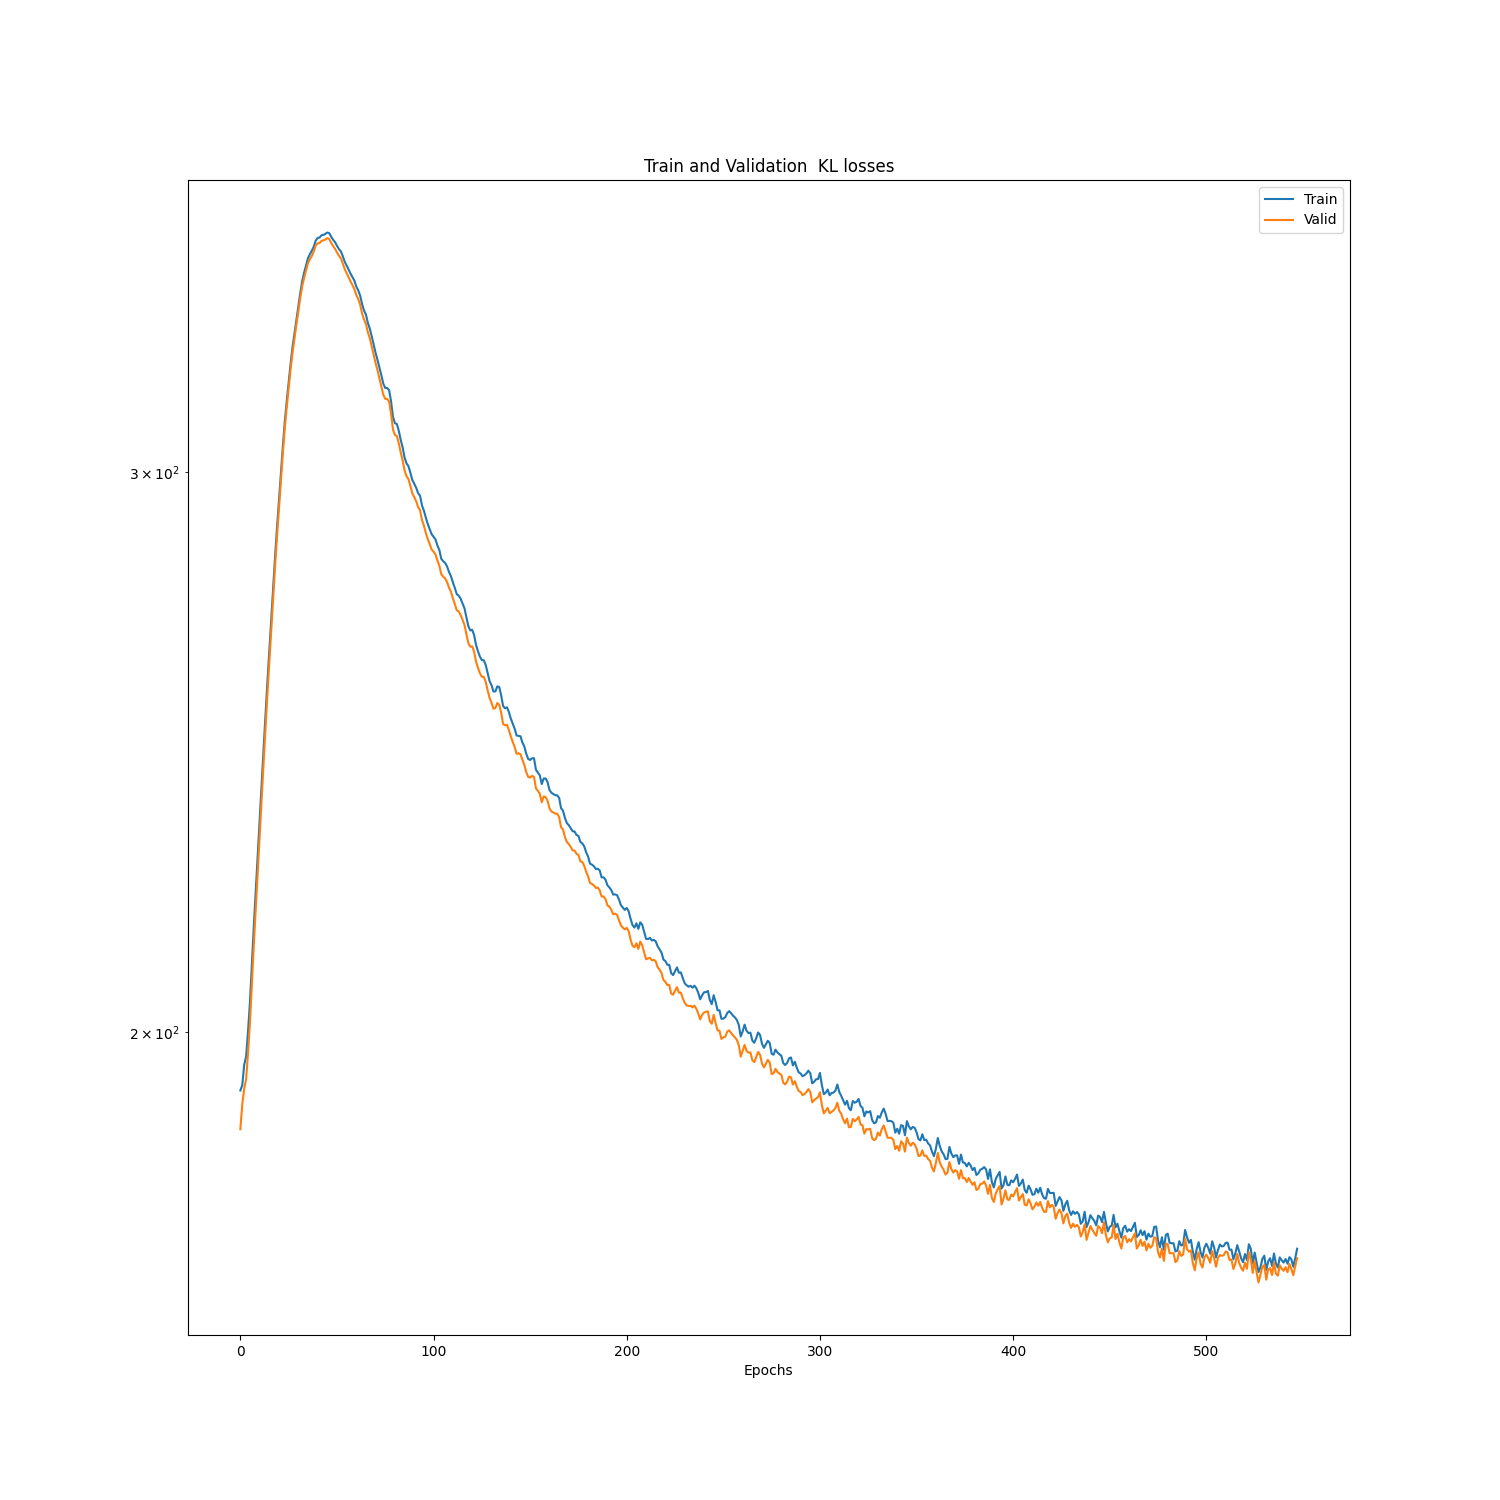 Train and Validation  KL losses
Train
Valid
3 × 10²
2 × 10²
0 100 200 300 400 500
Epochs